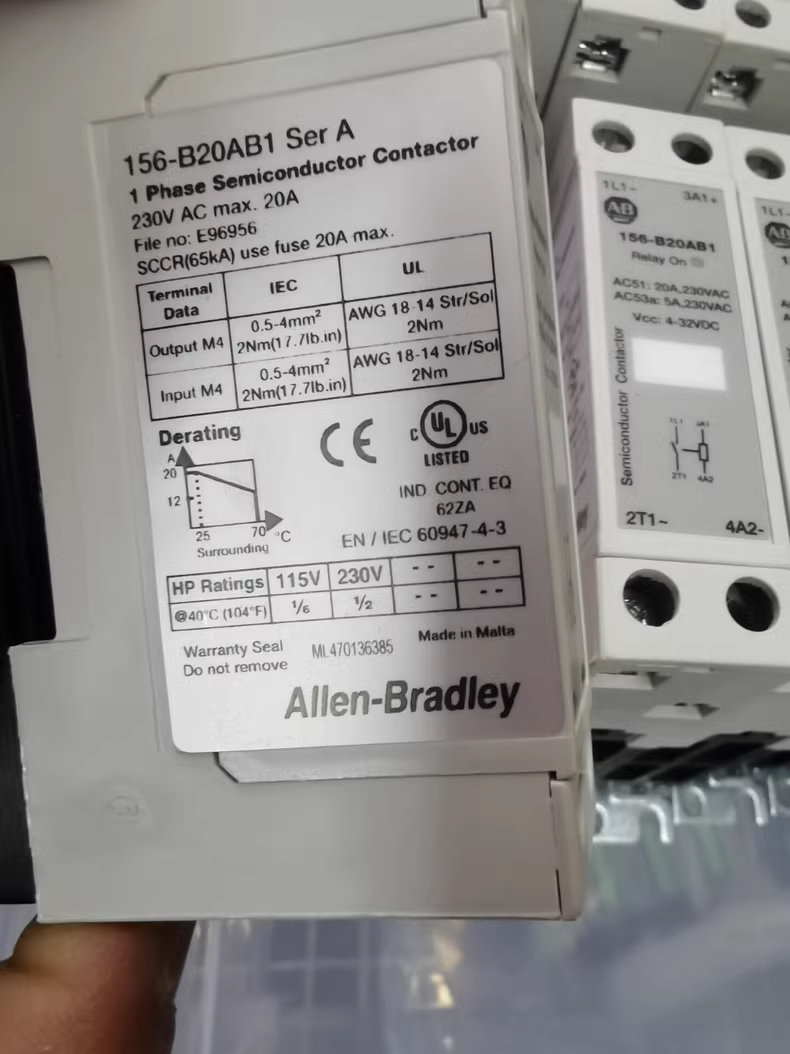 156-B20AB1 Ser A
1 Phase Semiconductor Contactor
230V AC max. 20A
File no: E96956
SCCR(65kA) use fuse 20A max.
Terminal Data IEC UL
Output M4 0.5-4mm² 2Nm(17.7lb.in) AWG 18-14 Str/Sol 2Nm
Input M4 0.5-4mm² 2Nm(17.7lb.in) AWG 18-14 Str/Sol 2Nm
Derating
A
20
12
25 70 °C
Surrounding
CE
C UL US
LISTED
IND CONT. EQ
62ZA
EN / IEC 60947-4-3
HP Ratings 115V 230V - - - -
@40°C (104°F) 1/6 1/2 - - - -
Warranty Seal
Do not remove
ML470136385
Made in Malta
Allen-Bradley
1L1~ 3A1+
AB
156-B20AB1
Relay On
AC51: 20A,230VAC
AC53a: 5A,230VAC
Vcc: 4-32VDC
Semiconductor Contactor
2T1 4A2
2T1~ 4A2-
1L1~
AB